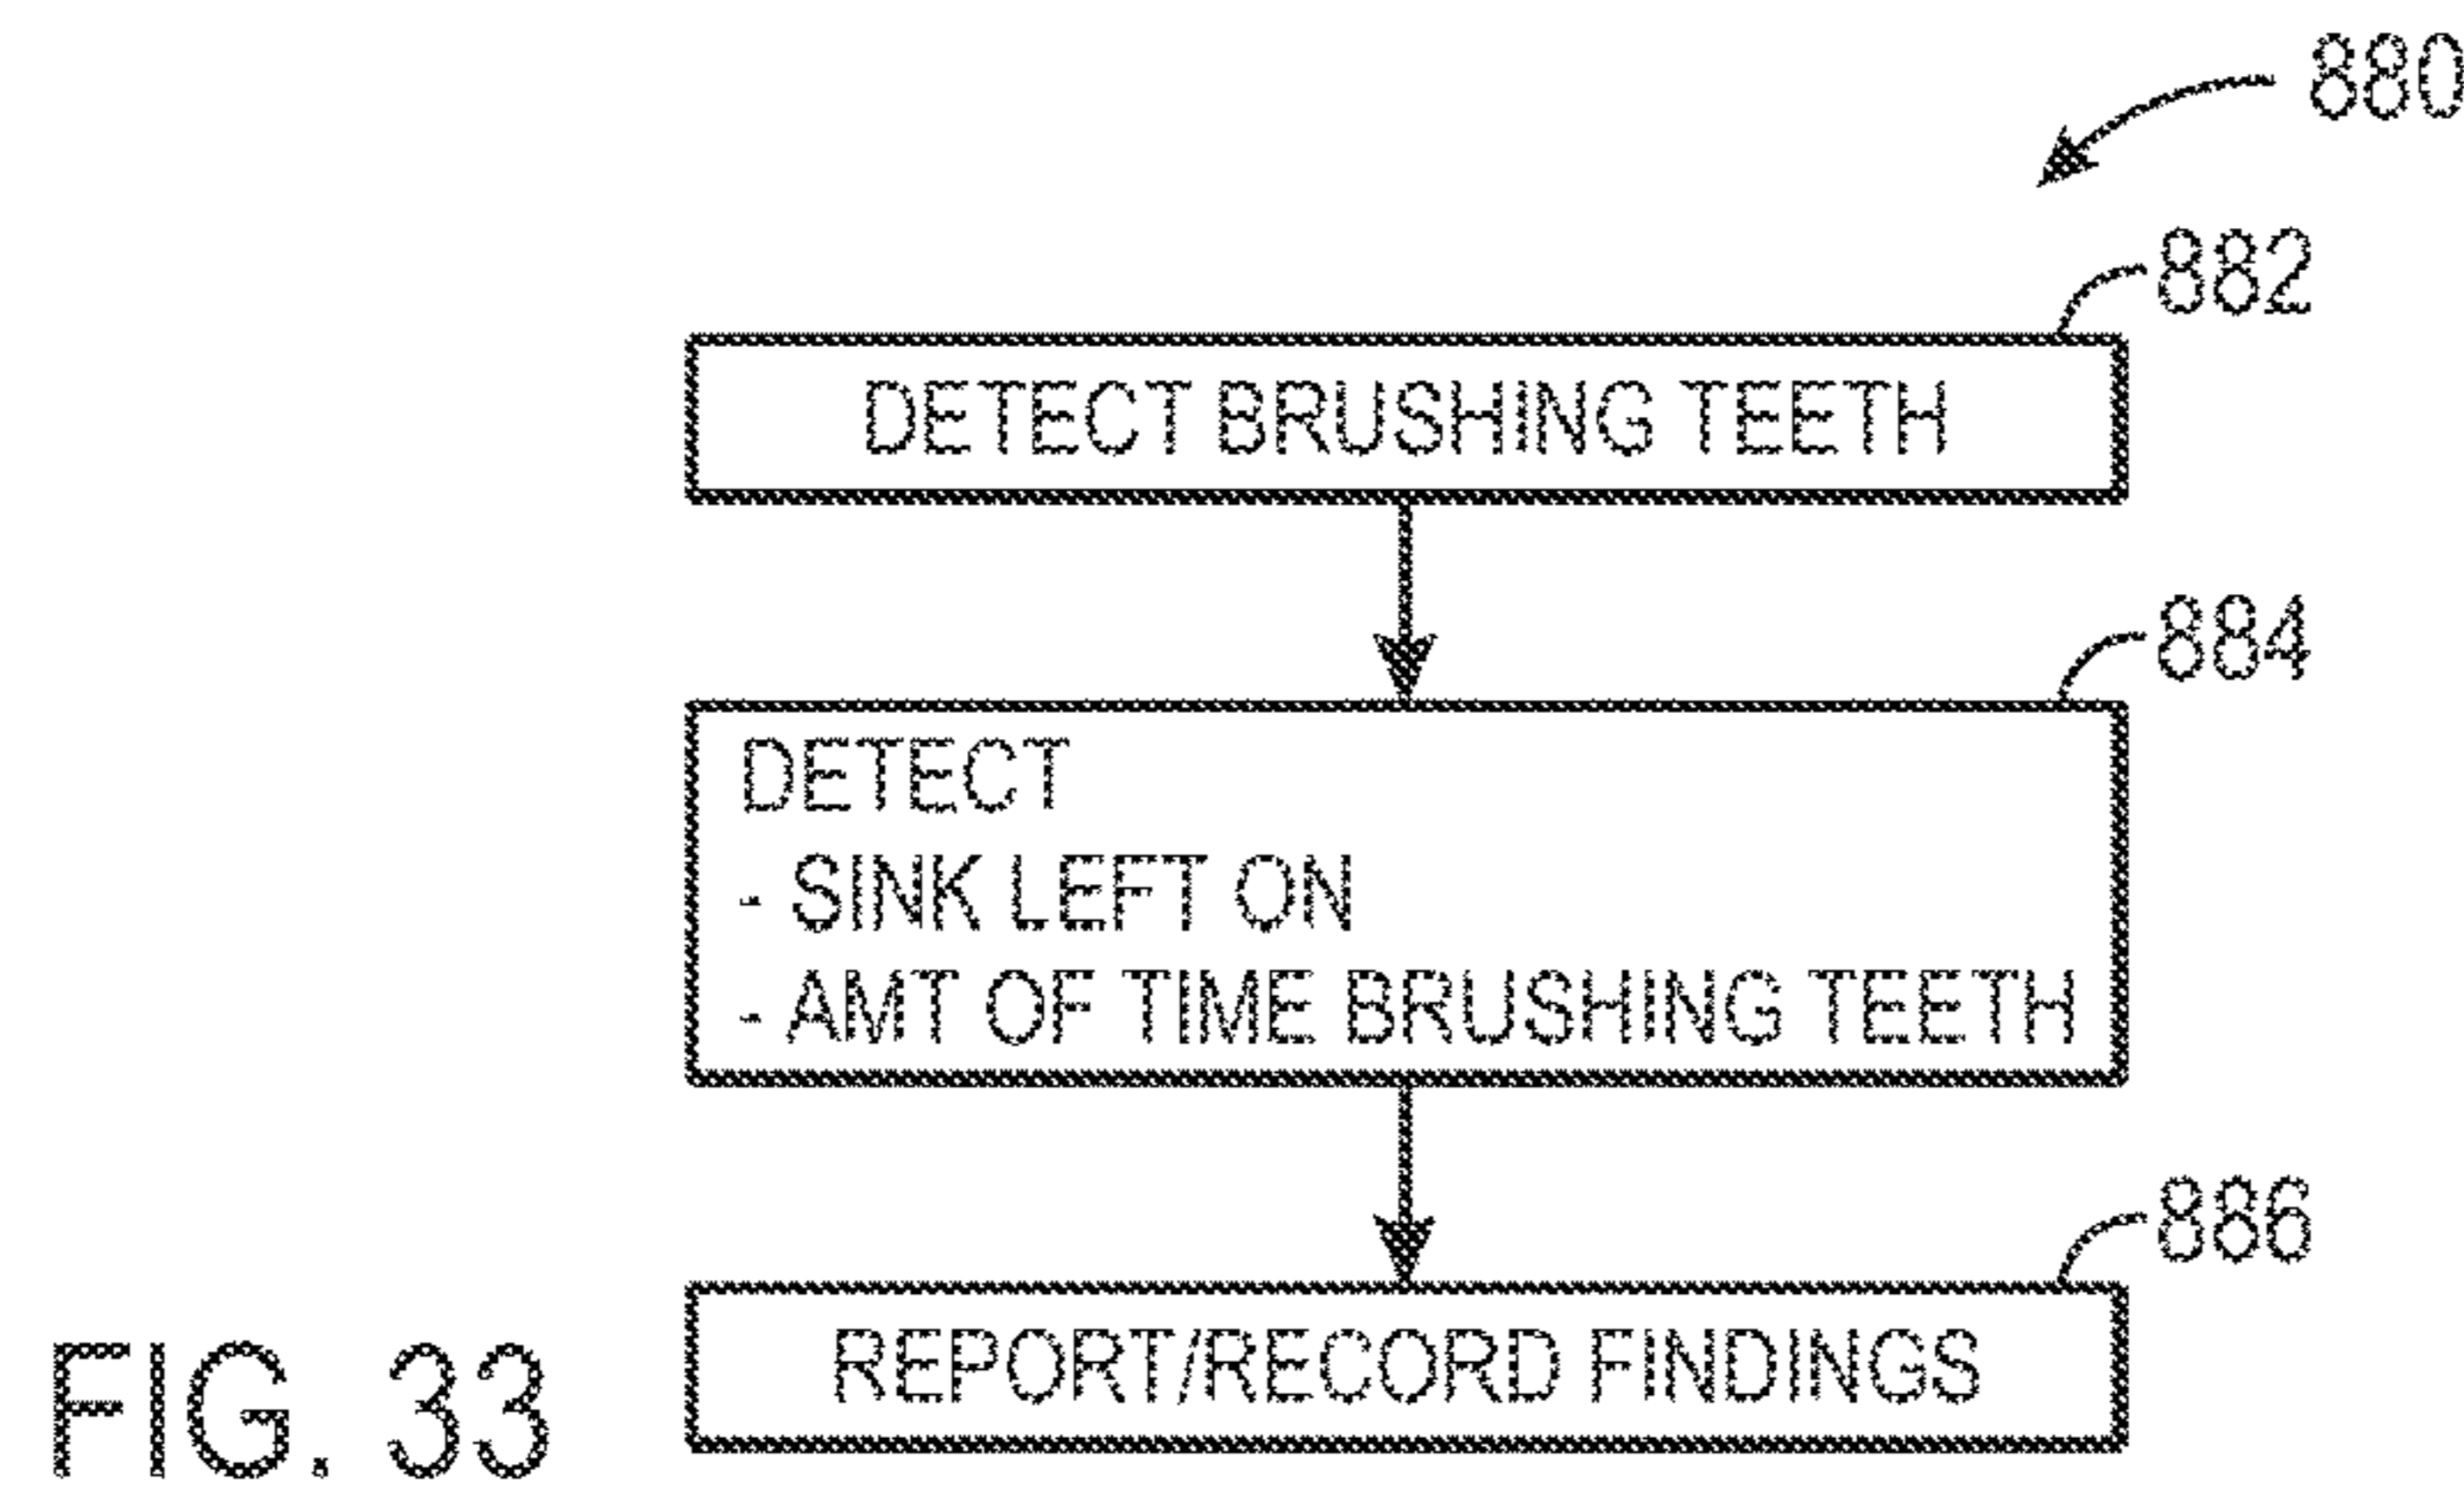 880
882
DETECT BRUSHING TEETH
884
DETECT
- SINK LEFT ON
- AMT OF TIME BRUSHING TEETH
886
REPORT/RECORD FINDINGS
FIG. 33